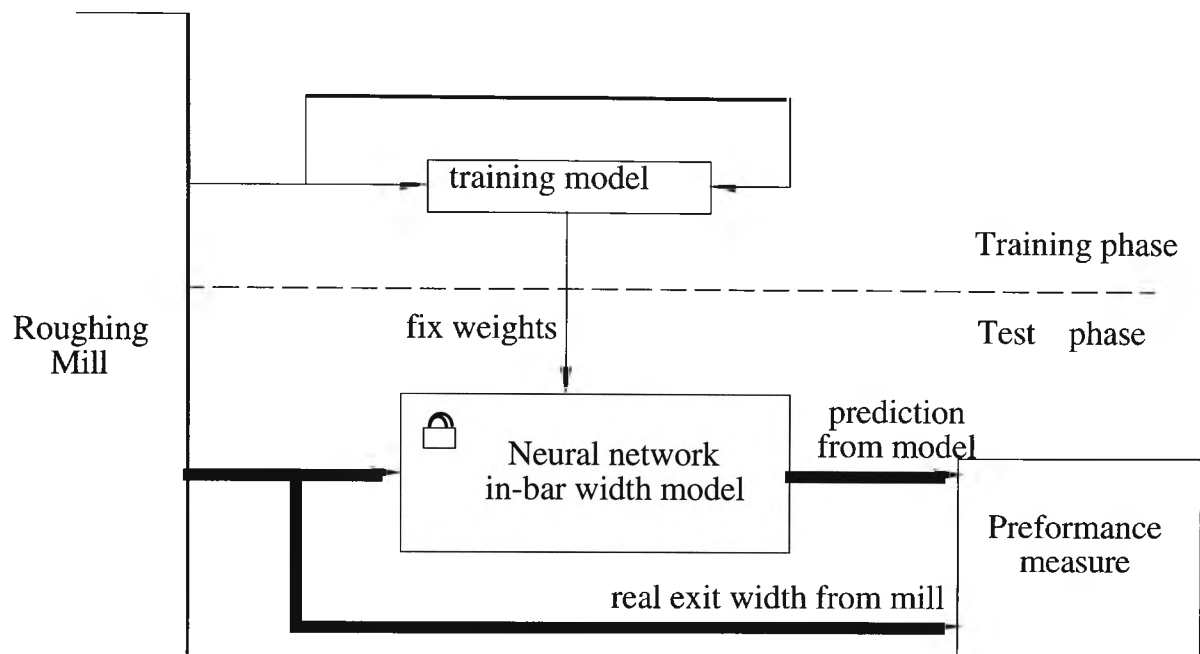 training model
Training phase
fix weights
Test phase
Roughing
Mill
prediction
from model
Neural network
in-bar width model
Preformance
measure
real exit width from mill